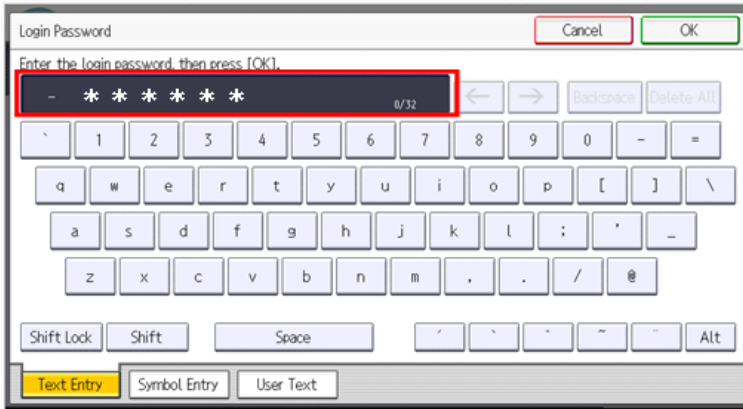 Login Password Cancel OK
Enter the login password, then press [OK].
- ****** 0/32 ← → Backspace Delete All
` 1 2 3 4 5 6 7 8 9 0 - =
q w e r t y u i o p [ ] \
a s d f g h j k l ; ' _
z x c v b n m , . / @
Shift Lock Shift Space ´ ` ^ ~ ¨ Alt
Text Entry Symbol Entry User Text